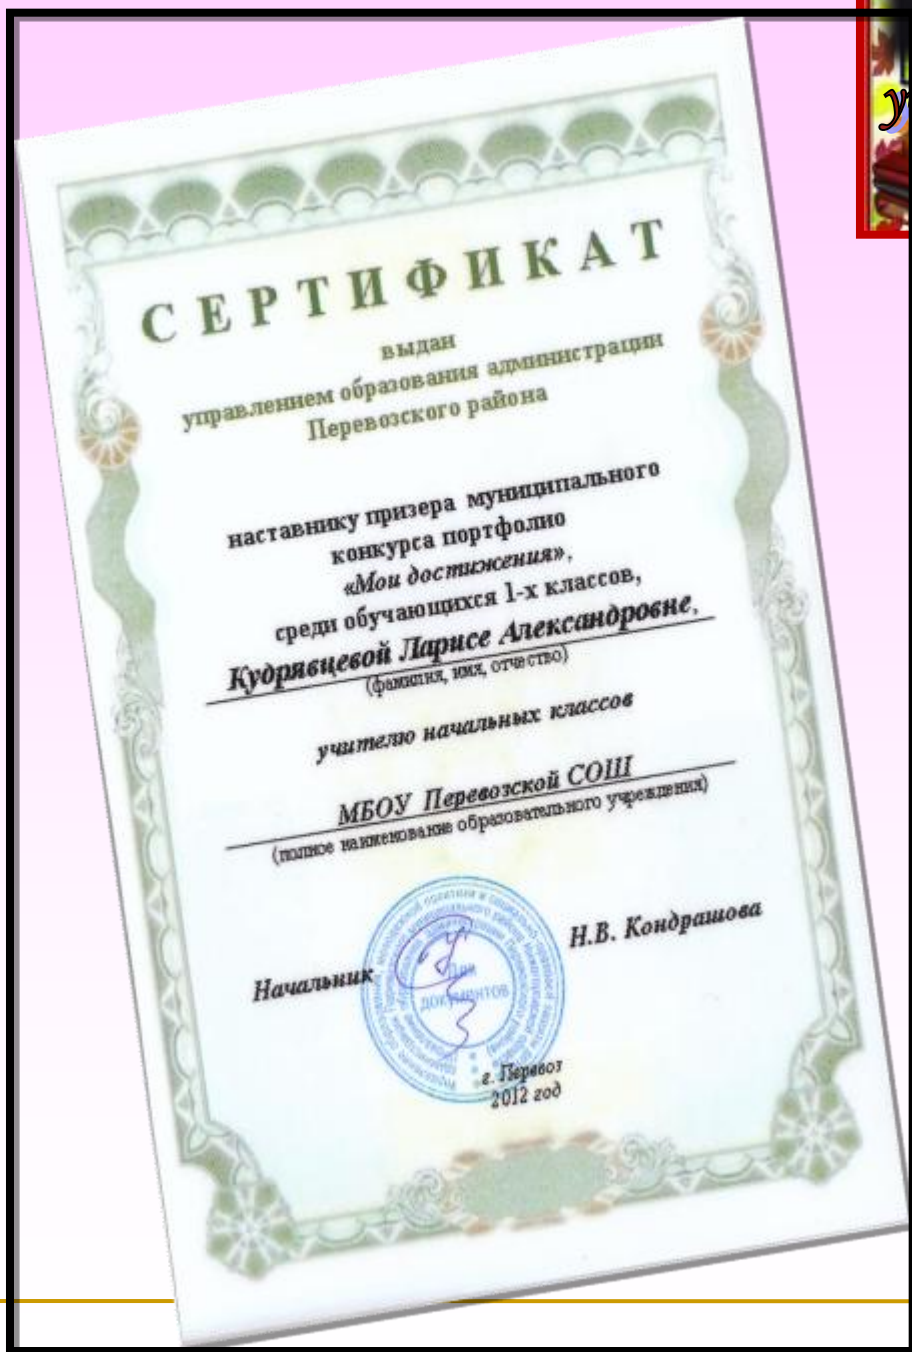 СЕРТИФИКАТ
выдан
управлением образования администрации
Перевозского района
наставнику призера муниципального
конкурса портфолио
«Мои достижения»,
среди обучающихся 1-х классов,
Кудрявцевой Ларисе Александровне,
(фамилия, имя, отчество)
учителю начальных классов
МБОУ Перевозской СОШ
(полное наименование образовательного учреждения)
Начальник
Н.В. Кондрашова
Для
документов
г. Перевоз
2012 год